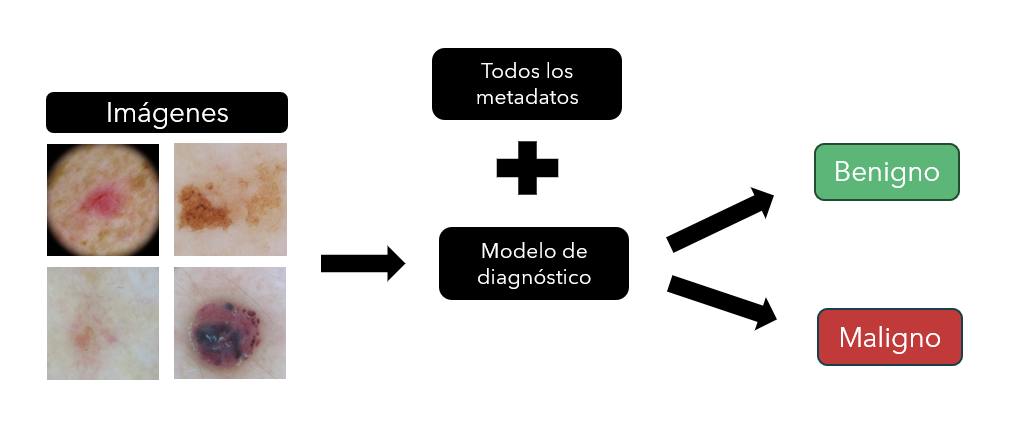 Imágenes
Todos los
metadatos
Modelo de
diagnóstico
Benigno
Maligno